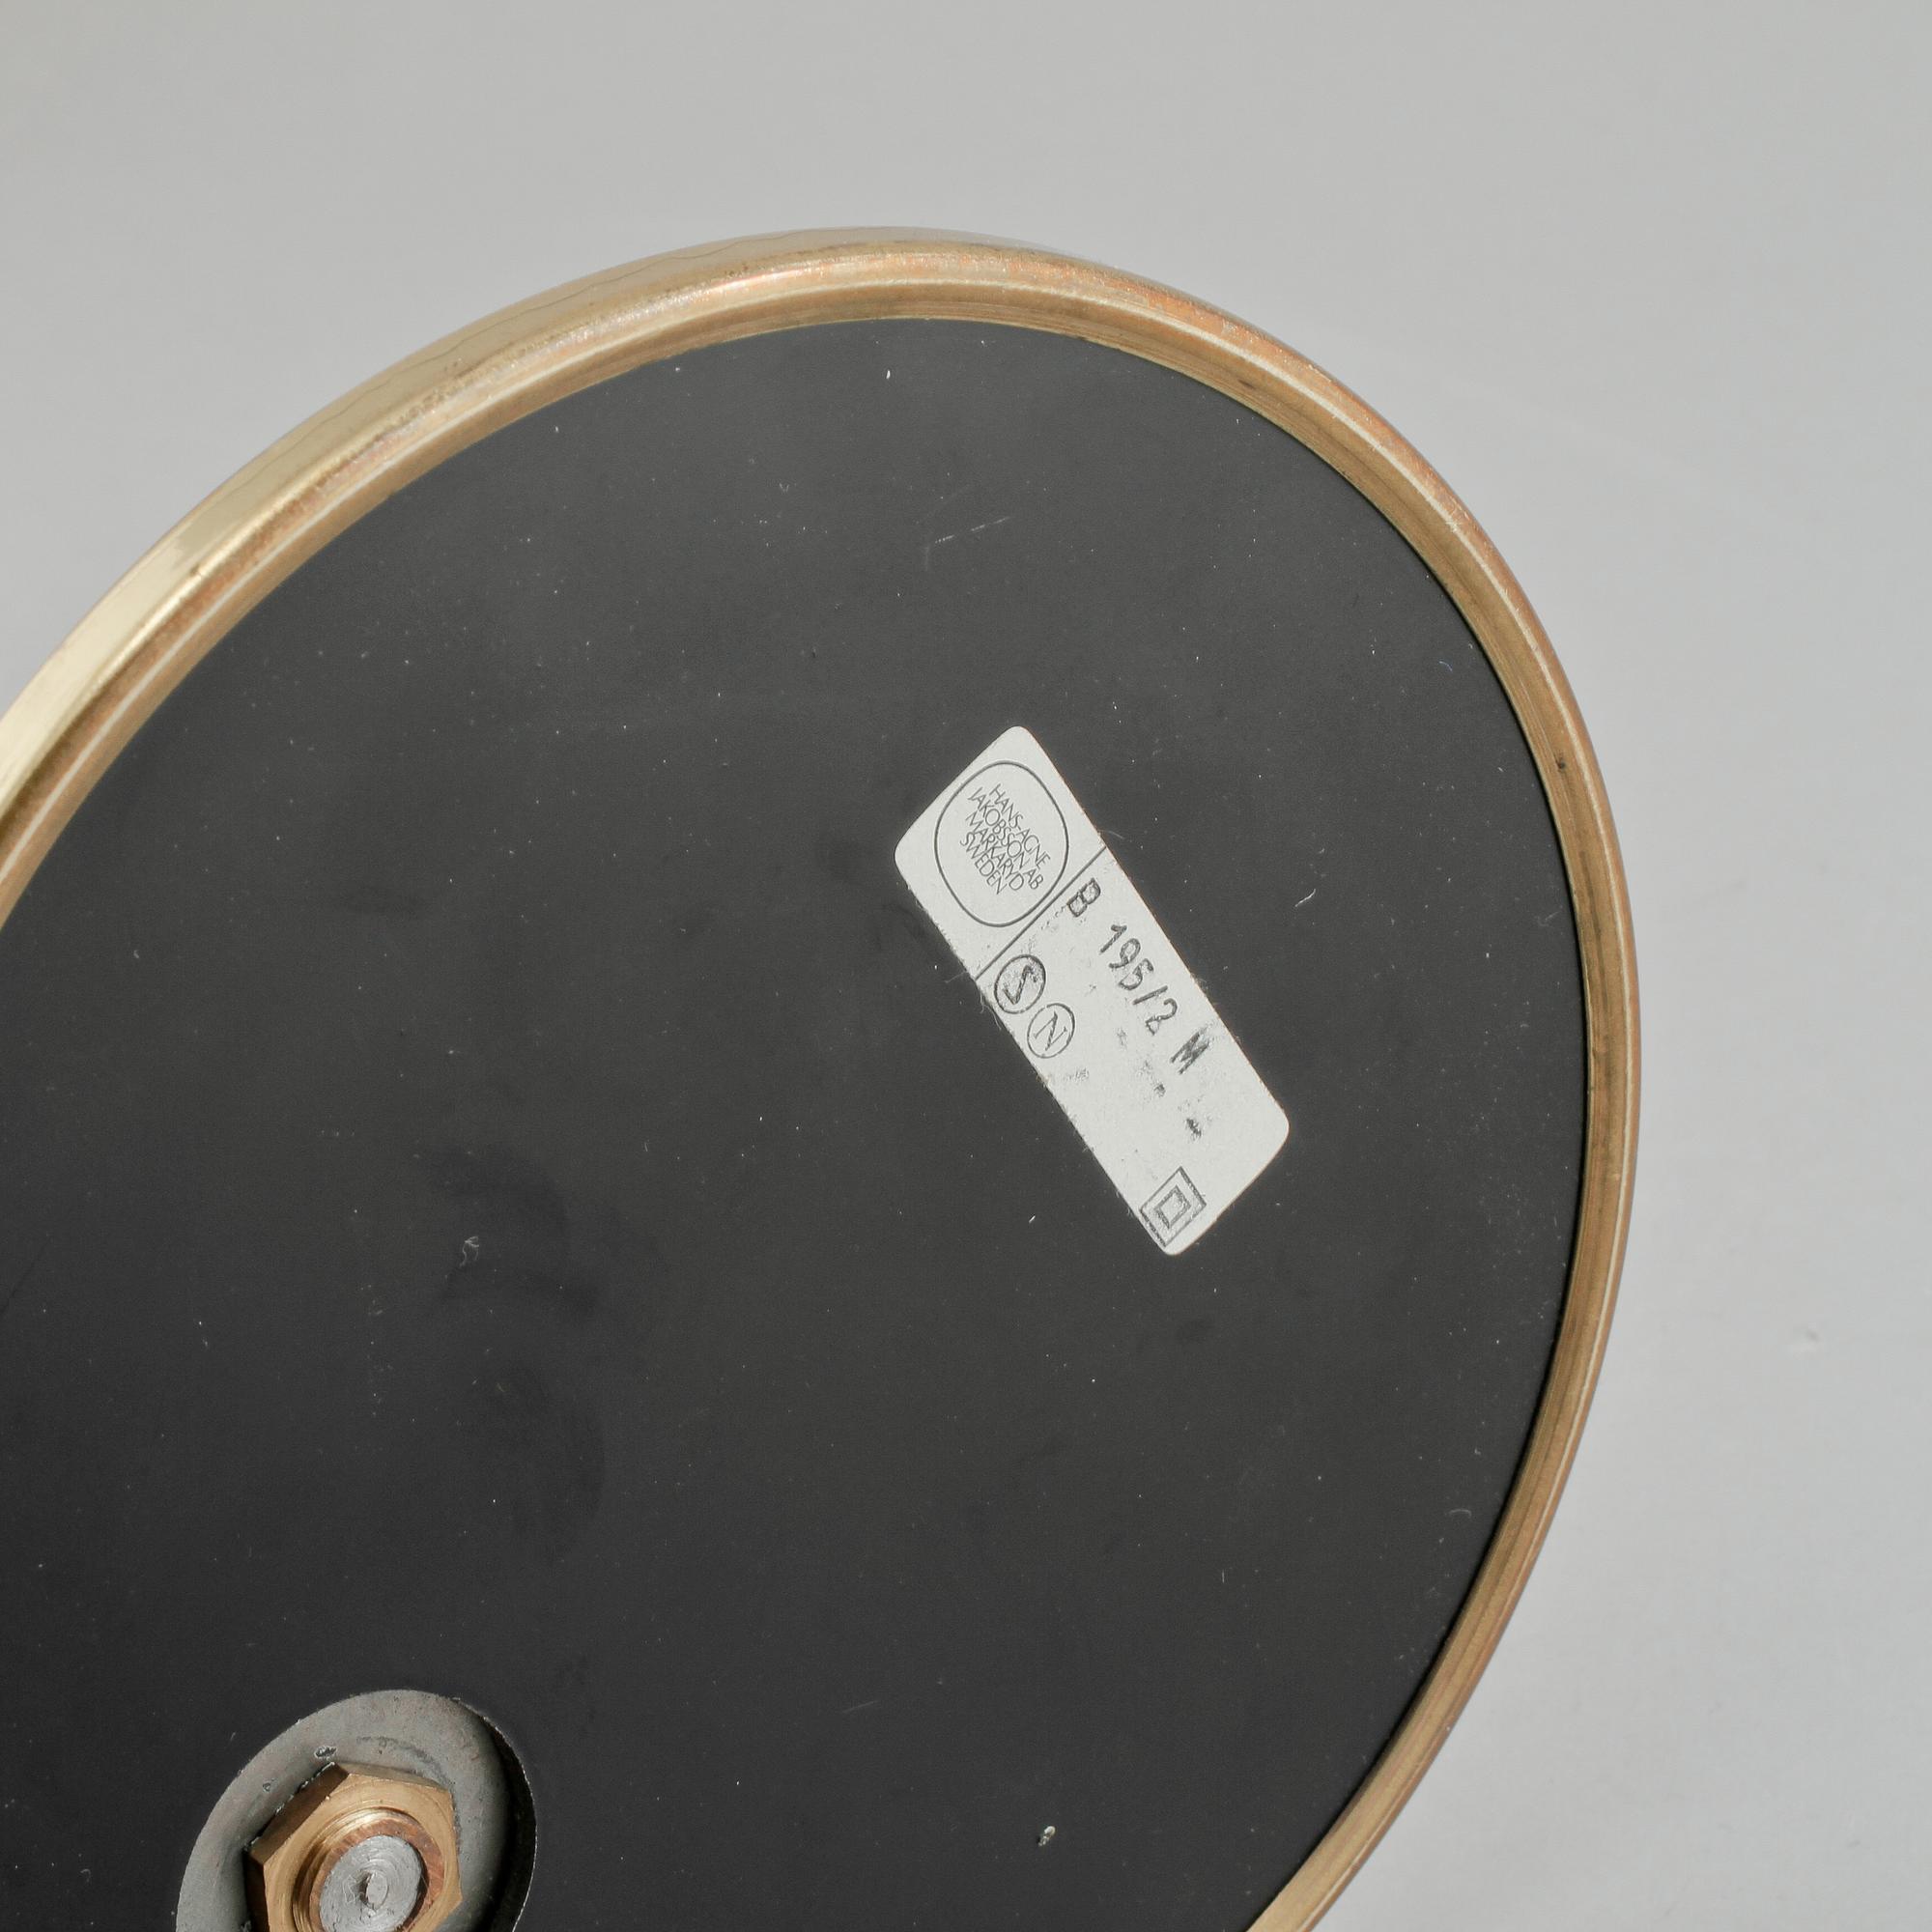 HANS-AGNE
JAKOBSSON AB
MARKARYD
SWEDEN
B 195/2 M
S N